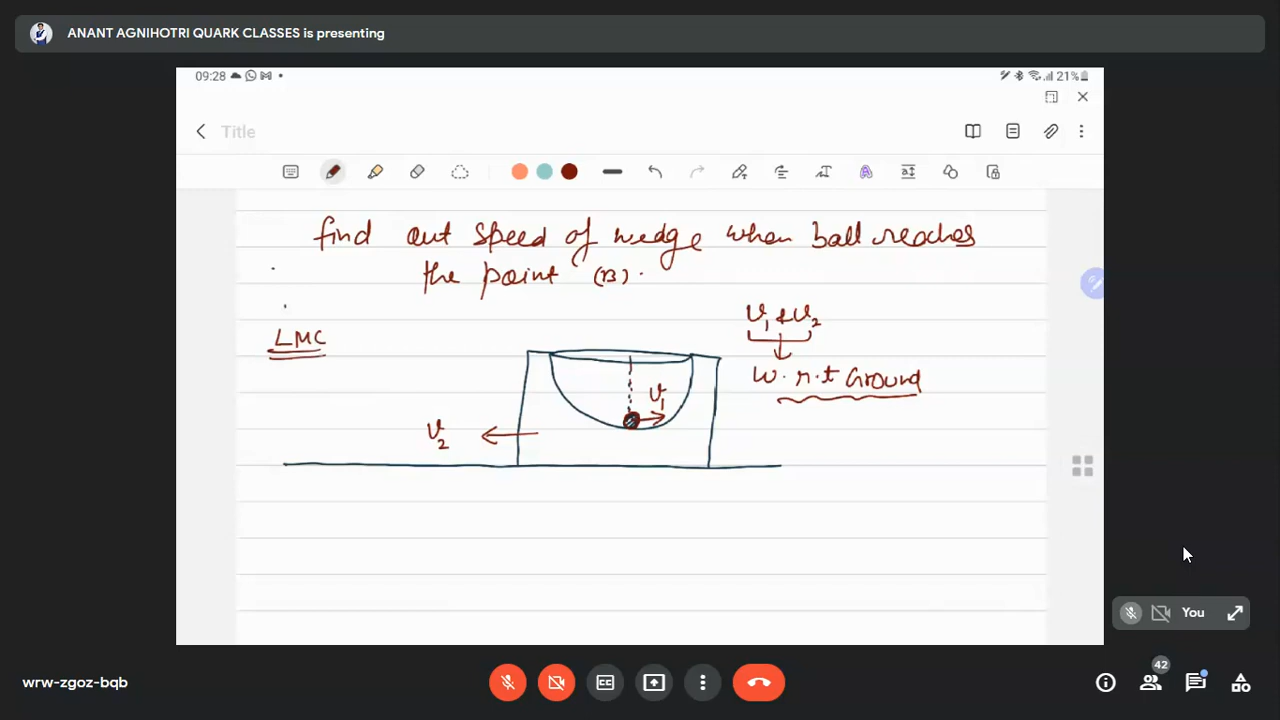 ANANT AGNIHOTRI QUARK CLASSES is presenting
09:28
21%
Title
find out speed of wedge when ball reaches
the point (B).
LMC
v₁ & v₂
w.r.t Ground
v₁
v₂
You
wrw-zgoz-bqb
CC
42